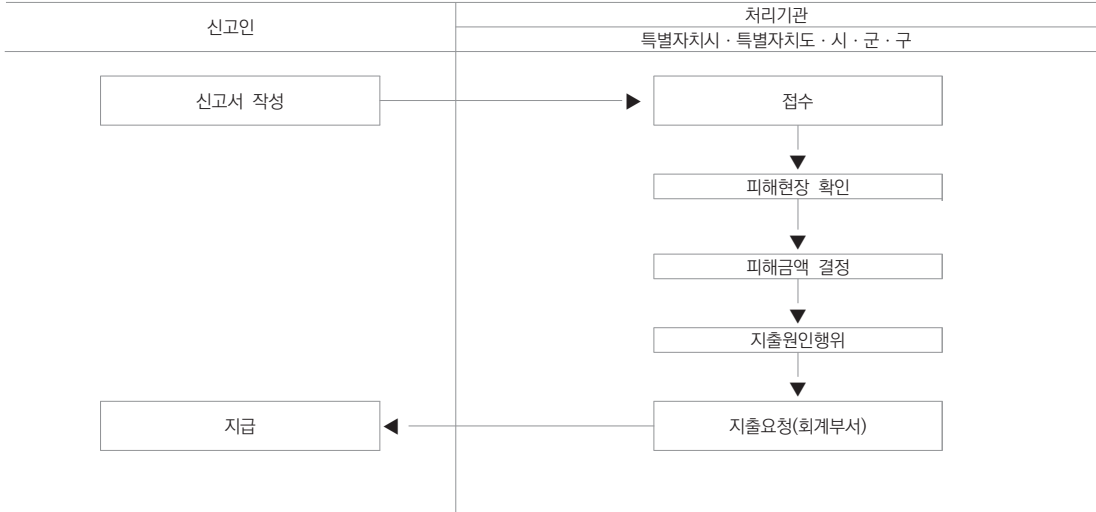 신고인
처리기관
특별자치시 · 특별자치도 · 시 · 군 · 구
신고서 작성
접수
피해현장 확인
피해금액 결정
지출원인행위
지급
지출요청(회계부서)